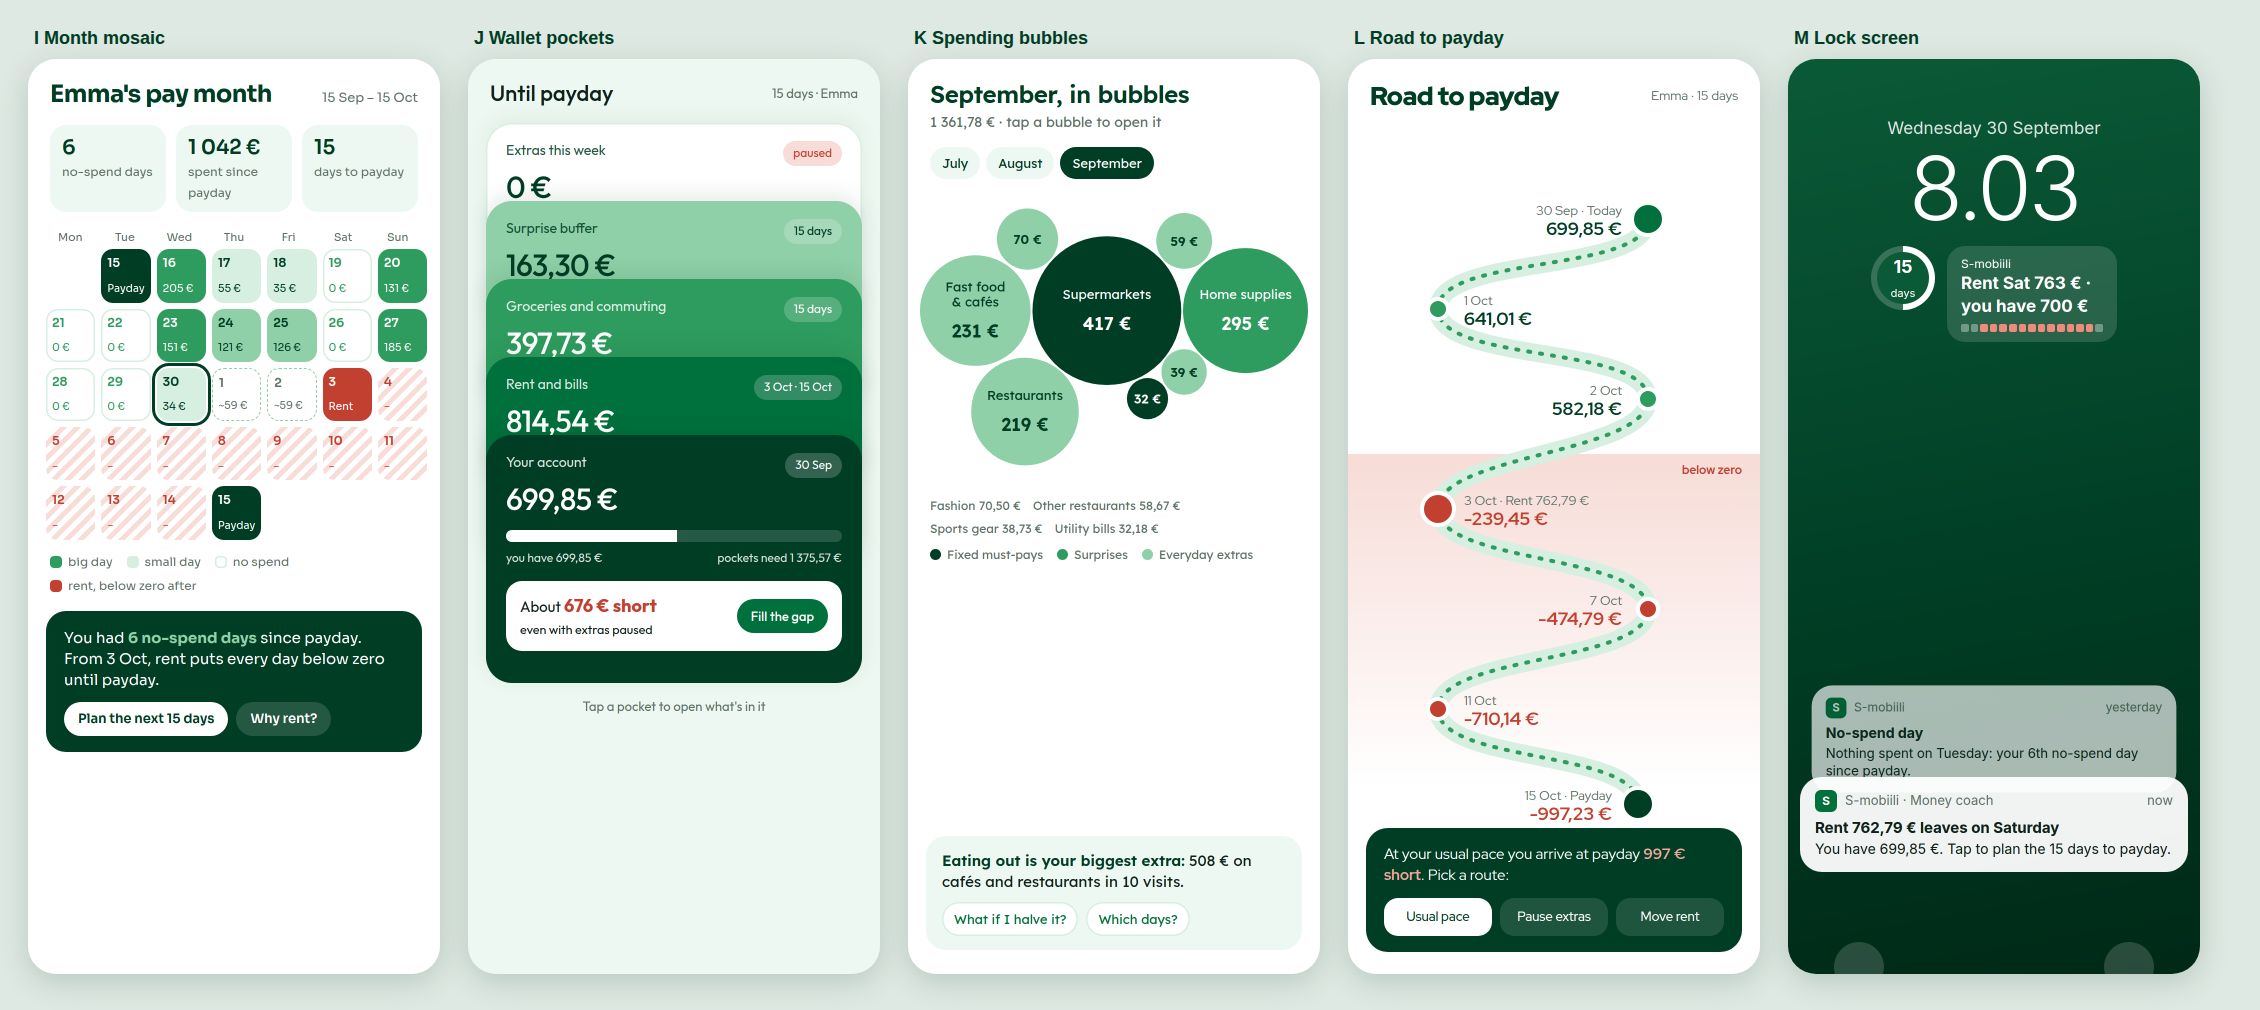 I Month mosaic
Emma's pay month
15 Sep – 15 Oct
6
no-spend days
1 042 €
spent since
payday
15
days to payday
Mon Tue Wed Thu Fri Sat Sun
15 16 17 18 19 20
Payday 205 € 55 € 35 € 0 € 131 €
21 22 23 24 25 26 27
0 € 0 € 151 € 121 € 126 € 0 € 185 €
28 29 30 1 2 3 4
0 € 0 € 34 € ~59 € ~59 € Rent –
5 6 7 8 9 10 11
– – – – – – –
12 13 14 15
– – – Payday
big day small day no spend
rent, below zero after
You had 6 no-spend days since payday.
From 3 Oct, rent puts every day below zero
until payday.
Plan the next 15 days Why rent?
J Wallet pockets
Until payday
15 days · Emma
Extras this week
paused
0 €
Surprise buffer
15 days
163,30 €
Groceries and commuting
15 days
397,73 €
Rent and bills
3 Oct · 15 Oct
814,54 €
Your account
30 Sep
699,85 €
you have 699,85 €
pockets need 1 375,57 €
About 676 € short
even with extras paused
Fill the gap
Tap a pocket to open what's in it
K Spending bubbles
September, in bubbles
1 361,78 € · tap a bubble to open it
July August September
70 €
59 €
Fast food
& cafés
231 €
Supermarkets
417 €
Home supplies
295 €
39 €
32 €
Restaurants
219 €
Fashion 70,50 € Other restaurants 58,67 €
Sports gear 38,73 € Utility bills 32,18 €
Fixed must-pays Surprises Everyday extras
Eating out is your biggest extra: 508 € on
cafés and restaurants in 10 visits.
What if I halve it? Which days?
L Road to payday
Road to payday
Emma · 15 days
30 Sep · Today
699,85 €
1 Oct
641,01 €
2 Oct
582,18 €
below zero
3 Oct · Rent 762,79 €
-239,45 €
7 Oct
-474,79 €
11 Oct
-710,14 €
15 Oct · Payday
-997,23 €
At your usual pace you arrive at payday 997 €
short. Pick a route:
Usual pace Pause extras Move rent
M Lock screen
Wednesday 30 September
8.03
15
days
S-mobiili
Rent Sat 763 € ·
you have 700 €
S S-mobiili yesterday
No-spend day
Nothing spent on Tuesday: your 6th no-spend day
since payday.
S S-mobiili · Money coach now
Rent 762,79 € leaves on Saturday
You have 699,85 €. Tap to plan the 15 days to payday.